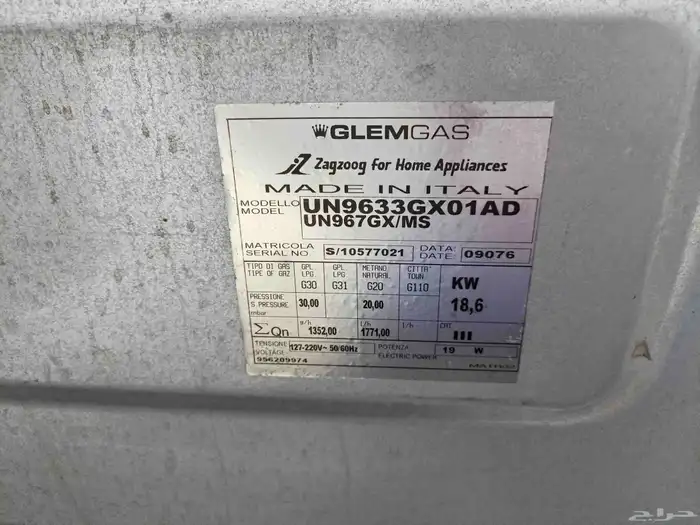 GLEMGAS
Zagzoog for Home Appliances
MADE IN ITALY
MODELLO MODEL UN9633GX01AD
UN967GX/MS
MATRICOLA SERIAL NO S/10577021 DATA: DATE: 09076
TIPO DI GAS TYPE OF GAZ GPL LPG G30 GPL LPG G31 METANO NATURAL G20 CITTA' TOWN G110 KW
PRESSIONE S.PRESSURE mbar 30,00 20,00 18,6
ΣQn g/h 1352,00 l/h 1771,00 l/h CAT III
TENSIONE VOLTAGE 127-220V~ 50/60Hz POTENZA ELECTRIC POWER 19 W
956209974
حراج